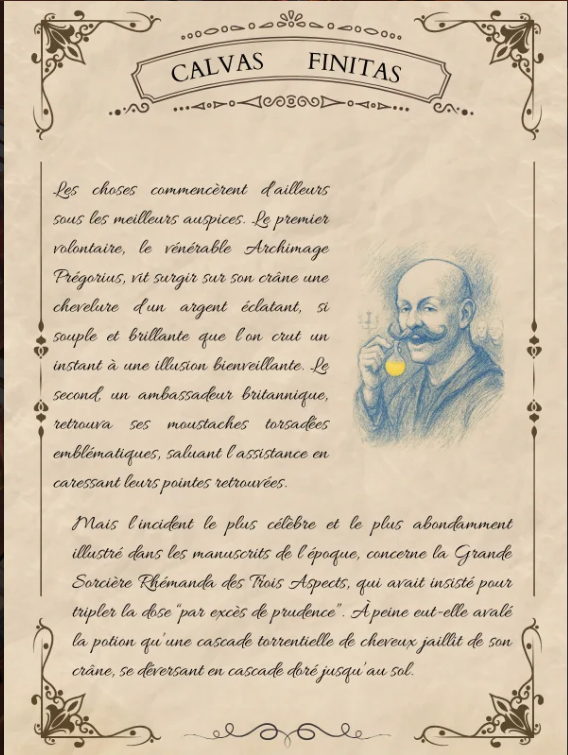 CALVAS FINITAS
Les choses commencèrent d'ailleurs
sous les meilleurs auspices. Le premier
volontaire, le vénérable Archimage
Prégorius, vit surgir sur son crâne une
chevelure d'un argent éclatant, si
souple et brillante que l'on crut un
instant à une illusion bienveillante. Le
second, un ambassadeur britannique,
retrouva ses moustaches torsadées
emblématiques, saluant l'assistance en
caressant leurs pointes retrouvées.
Mais l'incident le plus célèbre et le plus abondamment
illustré dans les manuscrits de l'époque, concerne la Grande
Sorcière Rhémanda des Trois Aspects, qui avait insisté pour
tripler la dose "par excès de prudence". À peine eut-elle avalé
la potion qu'une cascade torrentielle de cheveux jaillit de son
crâne, se déversant en cascade doré jusqu'au sol.